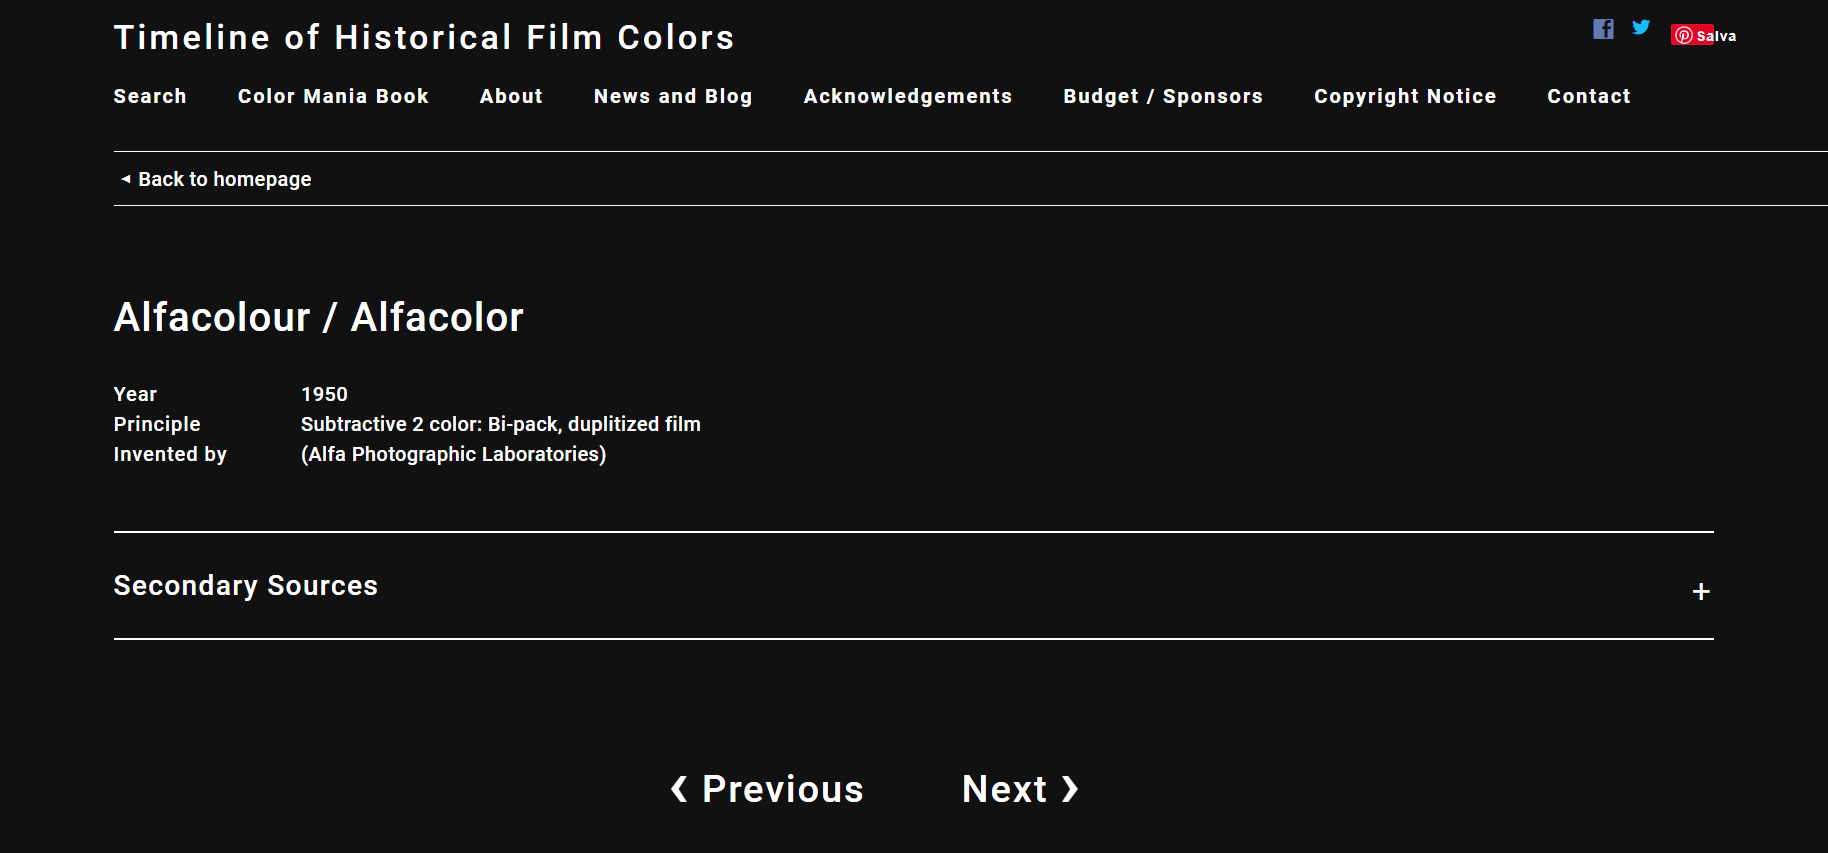 Timeline of Historical Film Colors
Salva
Search Color Mania Book About News and Blog Acknowledgements Budget / Sponsors Copyright Notice Contact
◄ Back to homepage
Alfacolour / Alfacolor
Year 1950
Principle Subtractive 2 color: Bi-pack, duplitized film
Invented by (Alfa Photographic Laboratories)
Secondary Sources +
❮ Previous Next ❯